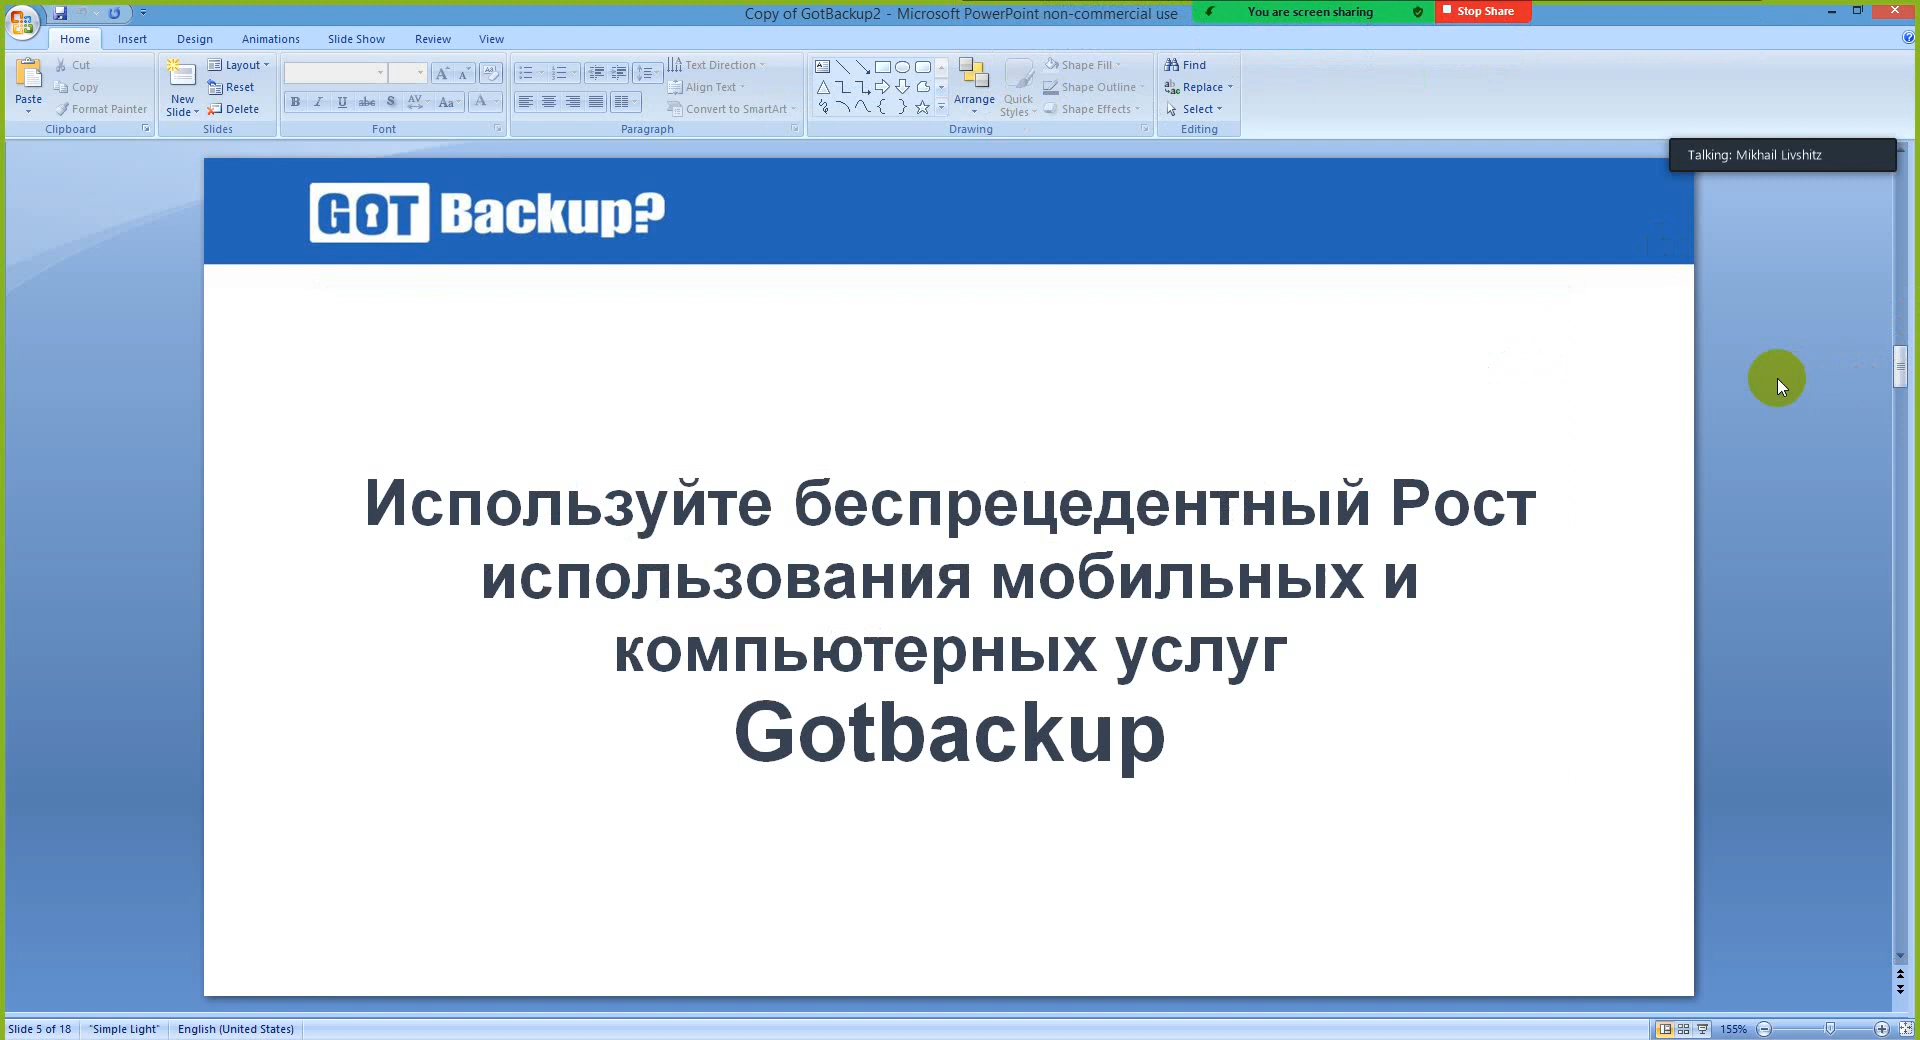 Copy of GotBackup2 - Microsoft PowerPoint non-commercial use
You are screen sharing
Stop Share
Home Insert Design Animations Slide Show Review View
Paste
Cut
Copy
Format Painter
Clipboard
New Slide
Layout
Reset
Delete
Slides
Font
Text Direction
Align Text
Convert to SmartArt
Paragraph
Arrange
Quick Styles
Shape Fill
Shape Outline
Shape Effects
Drawing
Find
Replace
Select
Editing
Talking: Mikhail Livshitz
GOT Backup?
Используйте беспрецедентный Рост
использования мобильных и
компьютерных услуг
Gotbackup
Slide 5 of 18 "Simple Light" English (United States) 155%